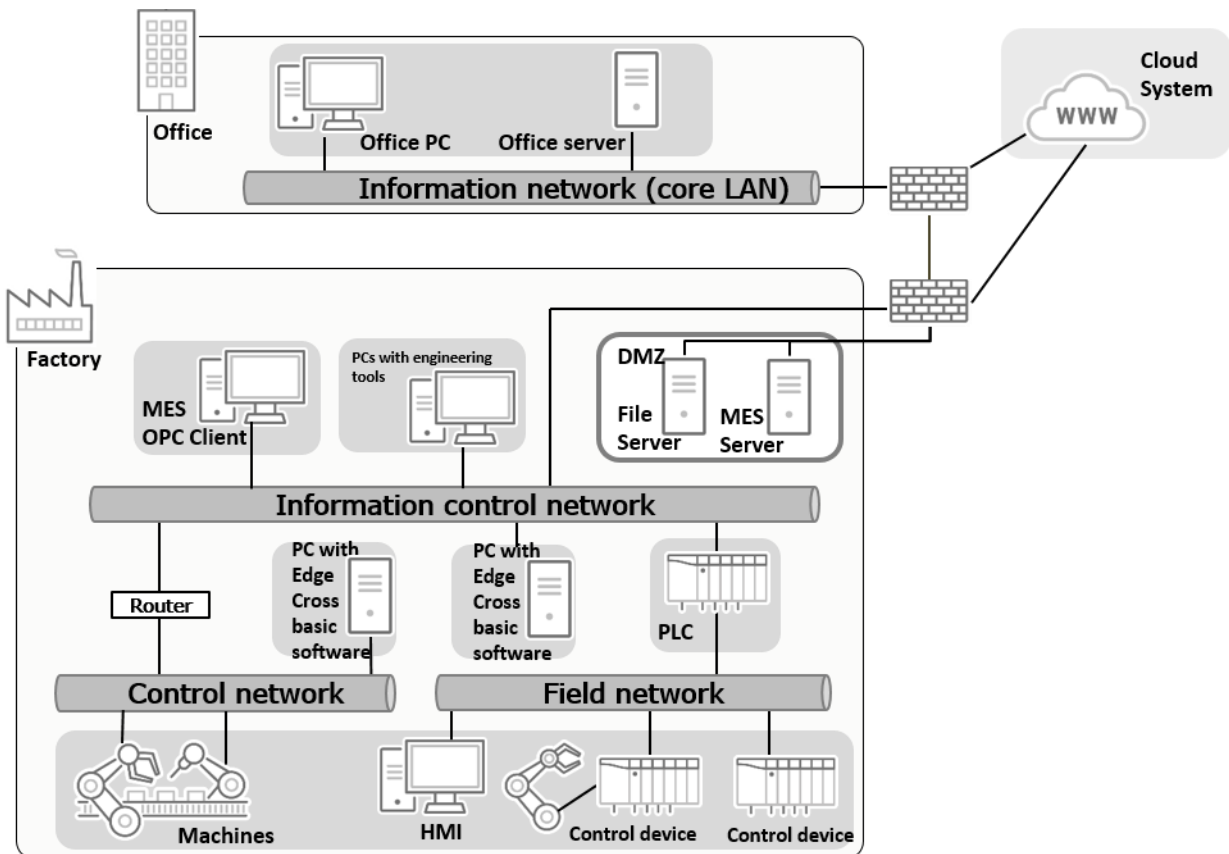 Cloud
System
WWW
Office
Office PC
Office server
Information network (core LAN)
Factory
MES
OPC Client
PCs with engineering
tools
DMZ
File
Server
MES
Server
Information control network
Router
PC with
Edge
Cross
basic
software
PC with
Edge
Cross
basic
software
PLC
Control network
Field network
Machines
HMI
Control device
Control device